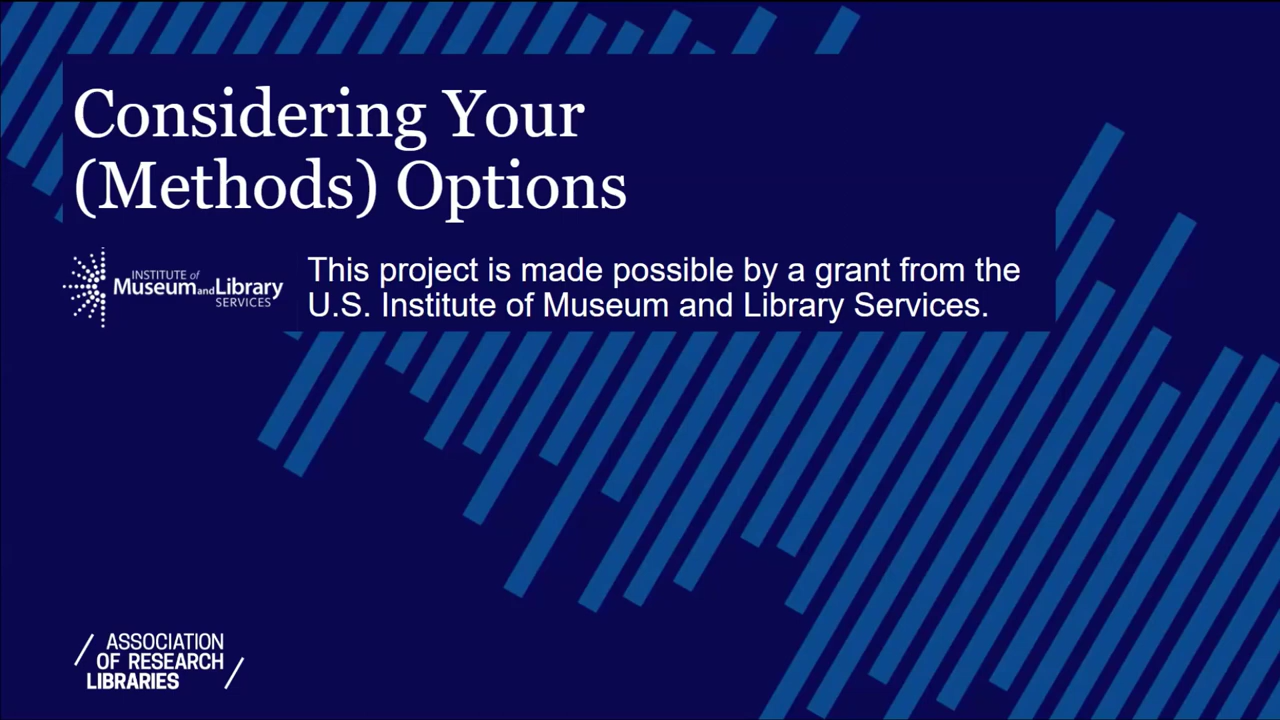 Considering Your
(Methods) Options
INSTITUTE of
Museum and Library
SERVICES
This project is made possible by a grant from the
U.S. Institute of Museum and Library Services.
ASSOCIATION
OF RESEARCH
LIBRARIES